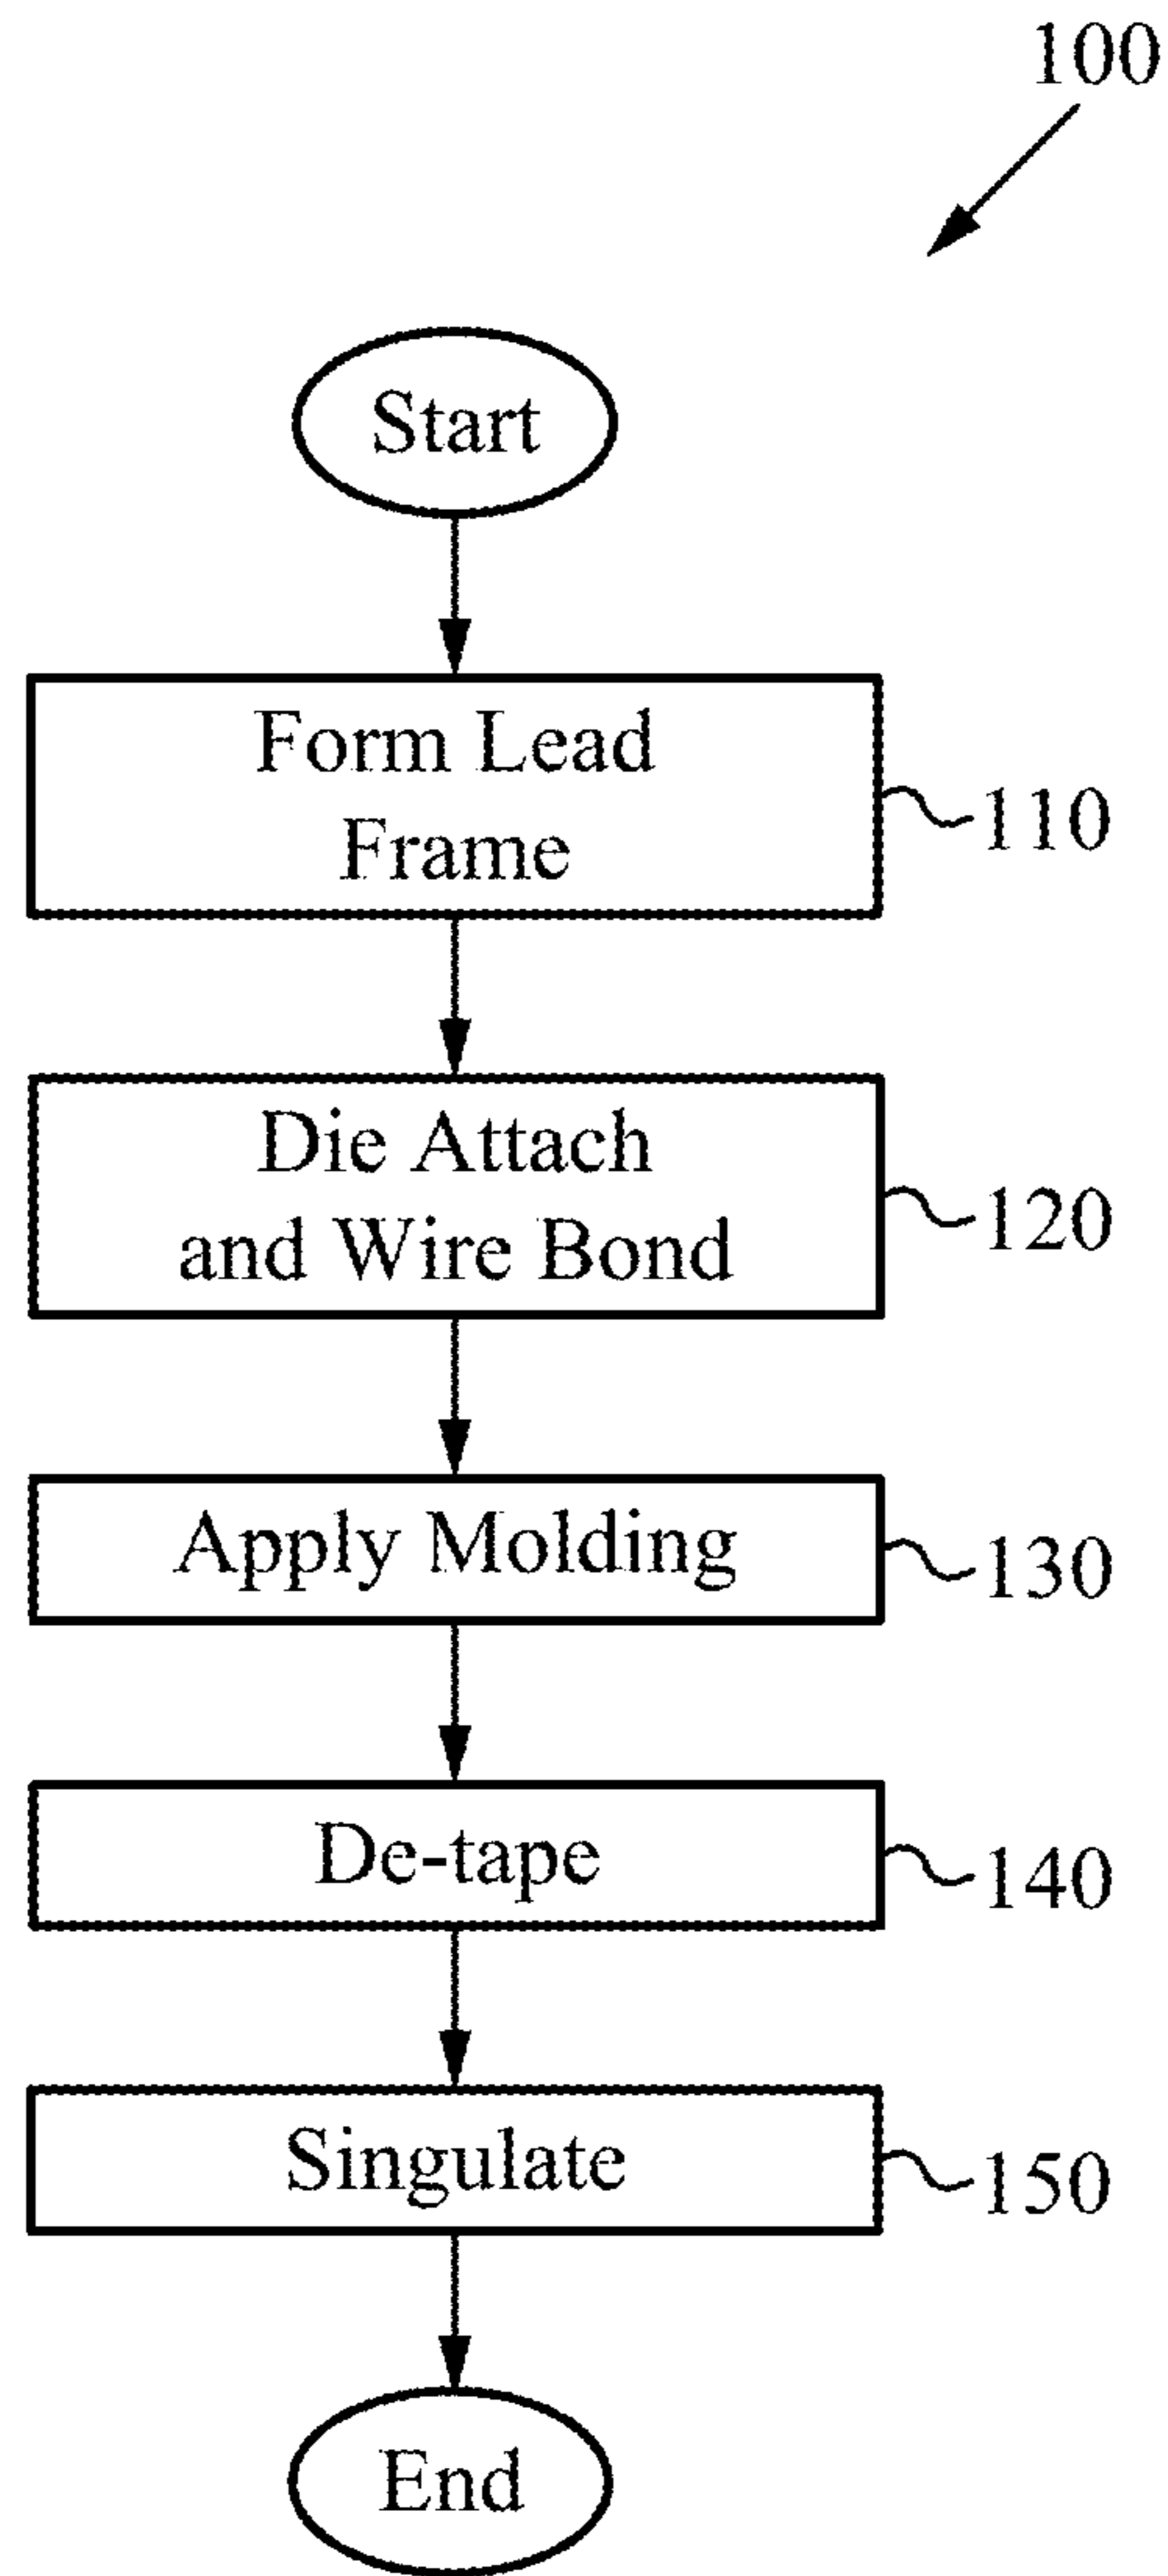 100
Start
Form Lead
Frame
110
Die Attach
and Wire Bond
120
Apply Molding
130
De-tape
140
Singulate
150
End